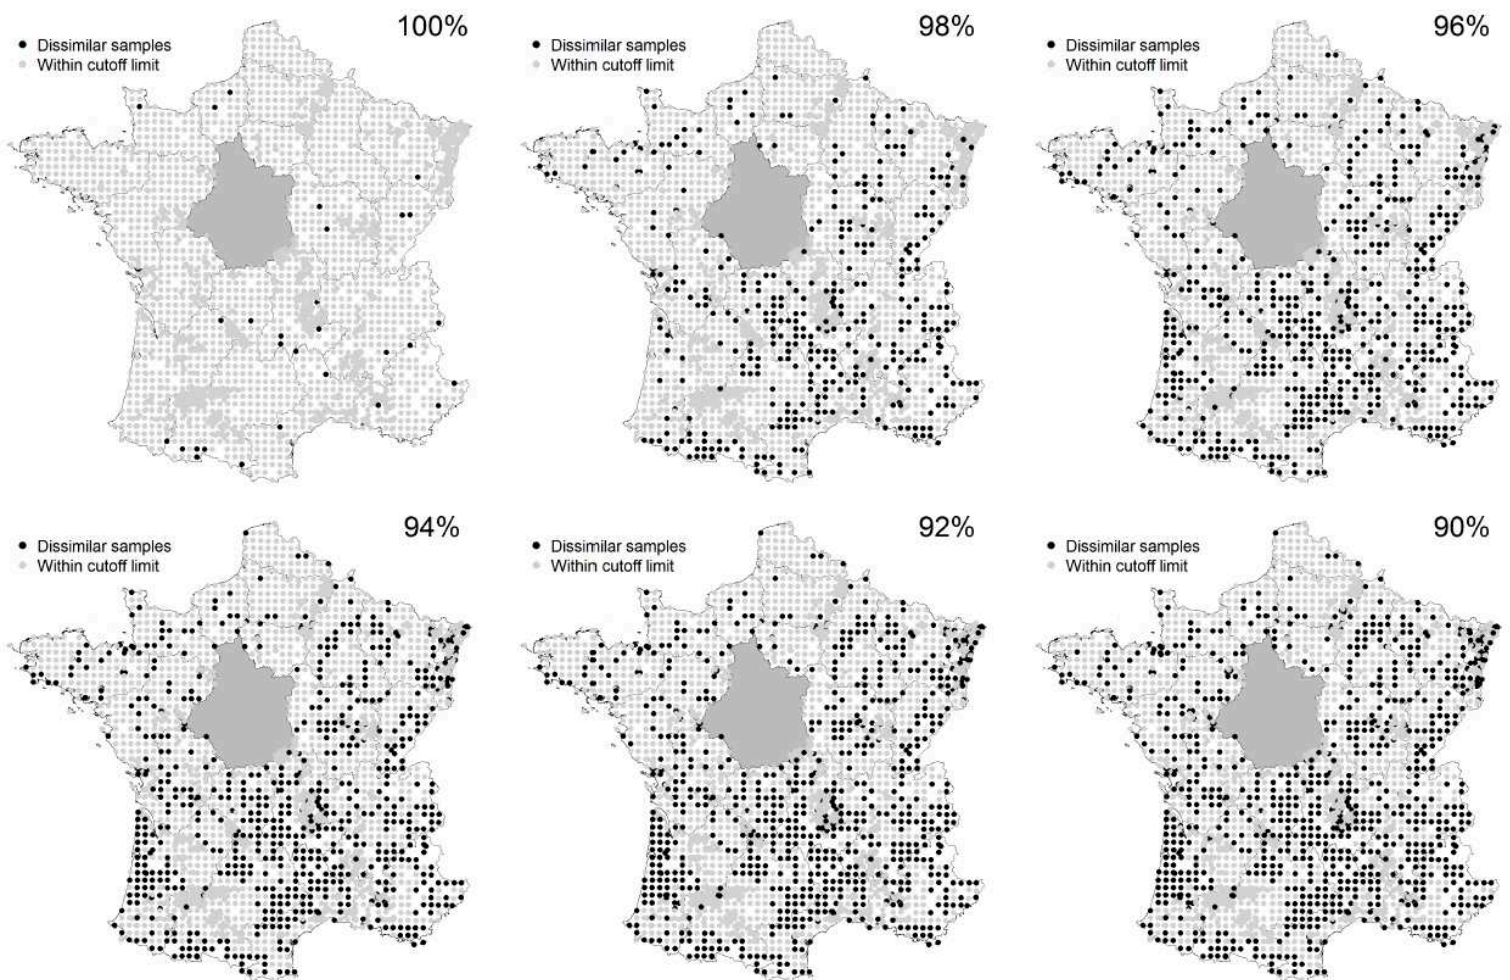 100%
Dissimilar samples
Within cutoff limit
98%
Dissimilar samples
Within cutoff limit
96%
Dissimilar samples
Within cutoff limit
94%
Dissimilar samples
Within cutoff limit
92%
Dissimilar samples
Within cutoff limit
90%
Dissimilar samples
Within cutoff limit